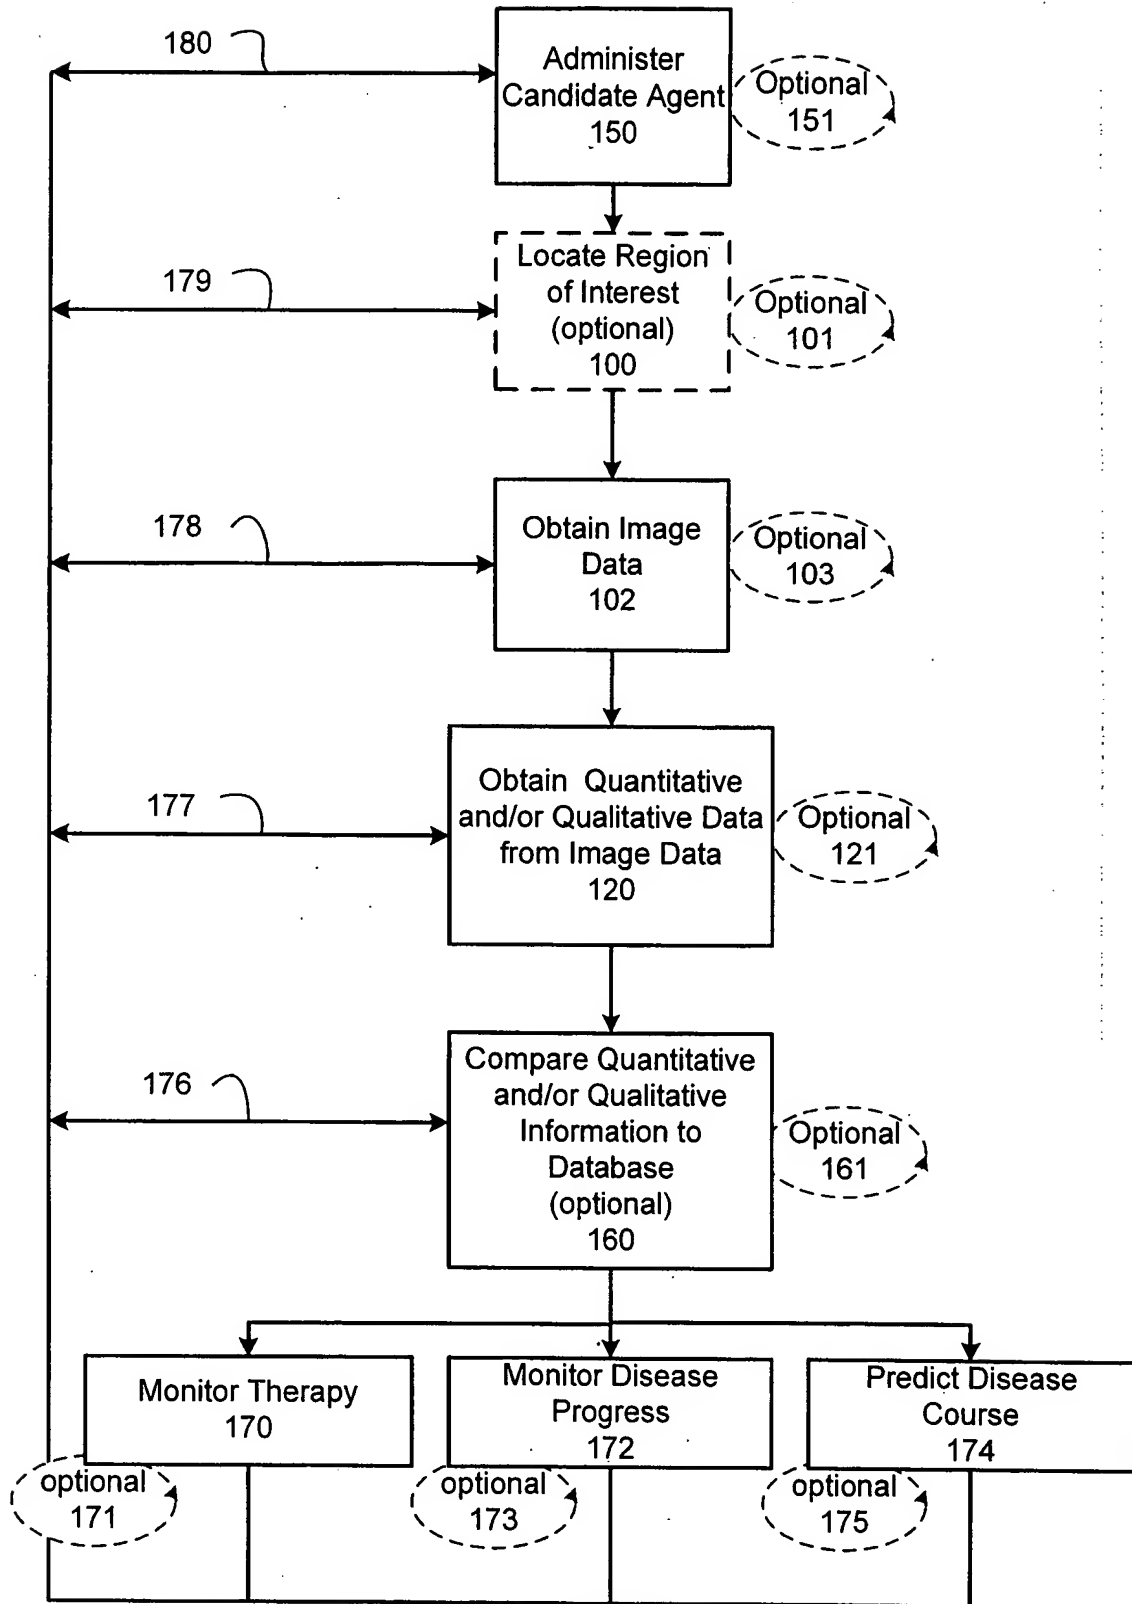 180
Administer
Candidate Agent
150
Optional
151
179
Locate Region
of Interest
(optional)
100
Optional
101
178
Obtain Image
Data
102
Optional
103
177
Obtain Quantitative
and/or Qualitative Data
from Image Data
120
Optional
121
176
Compare Quantitative
and/or Qualitative
Information to
Database
(optional)
160
Optional
161
Monitor Therapy
170
Monitor Disease
Progress
172
Predict Disease
Course
174
optional
171
optional
173
optional
175